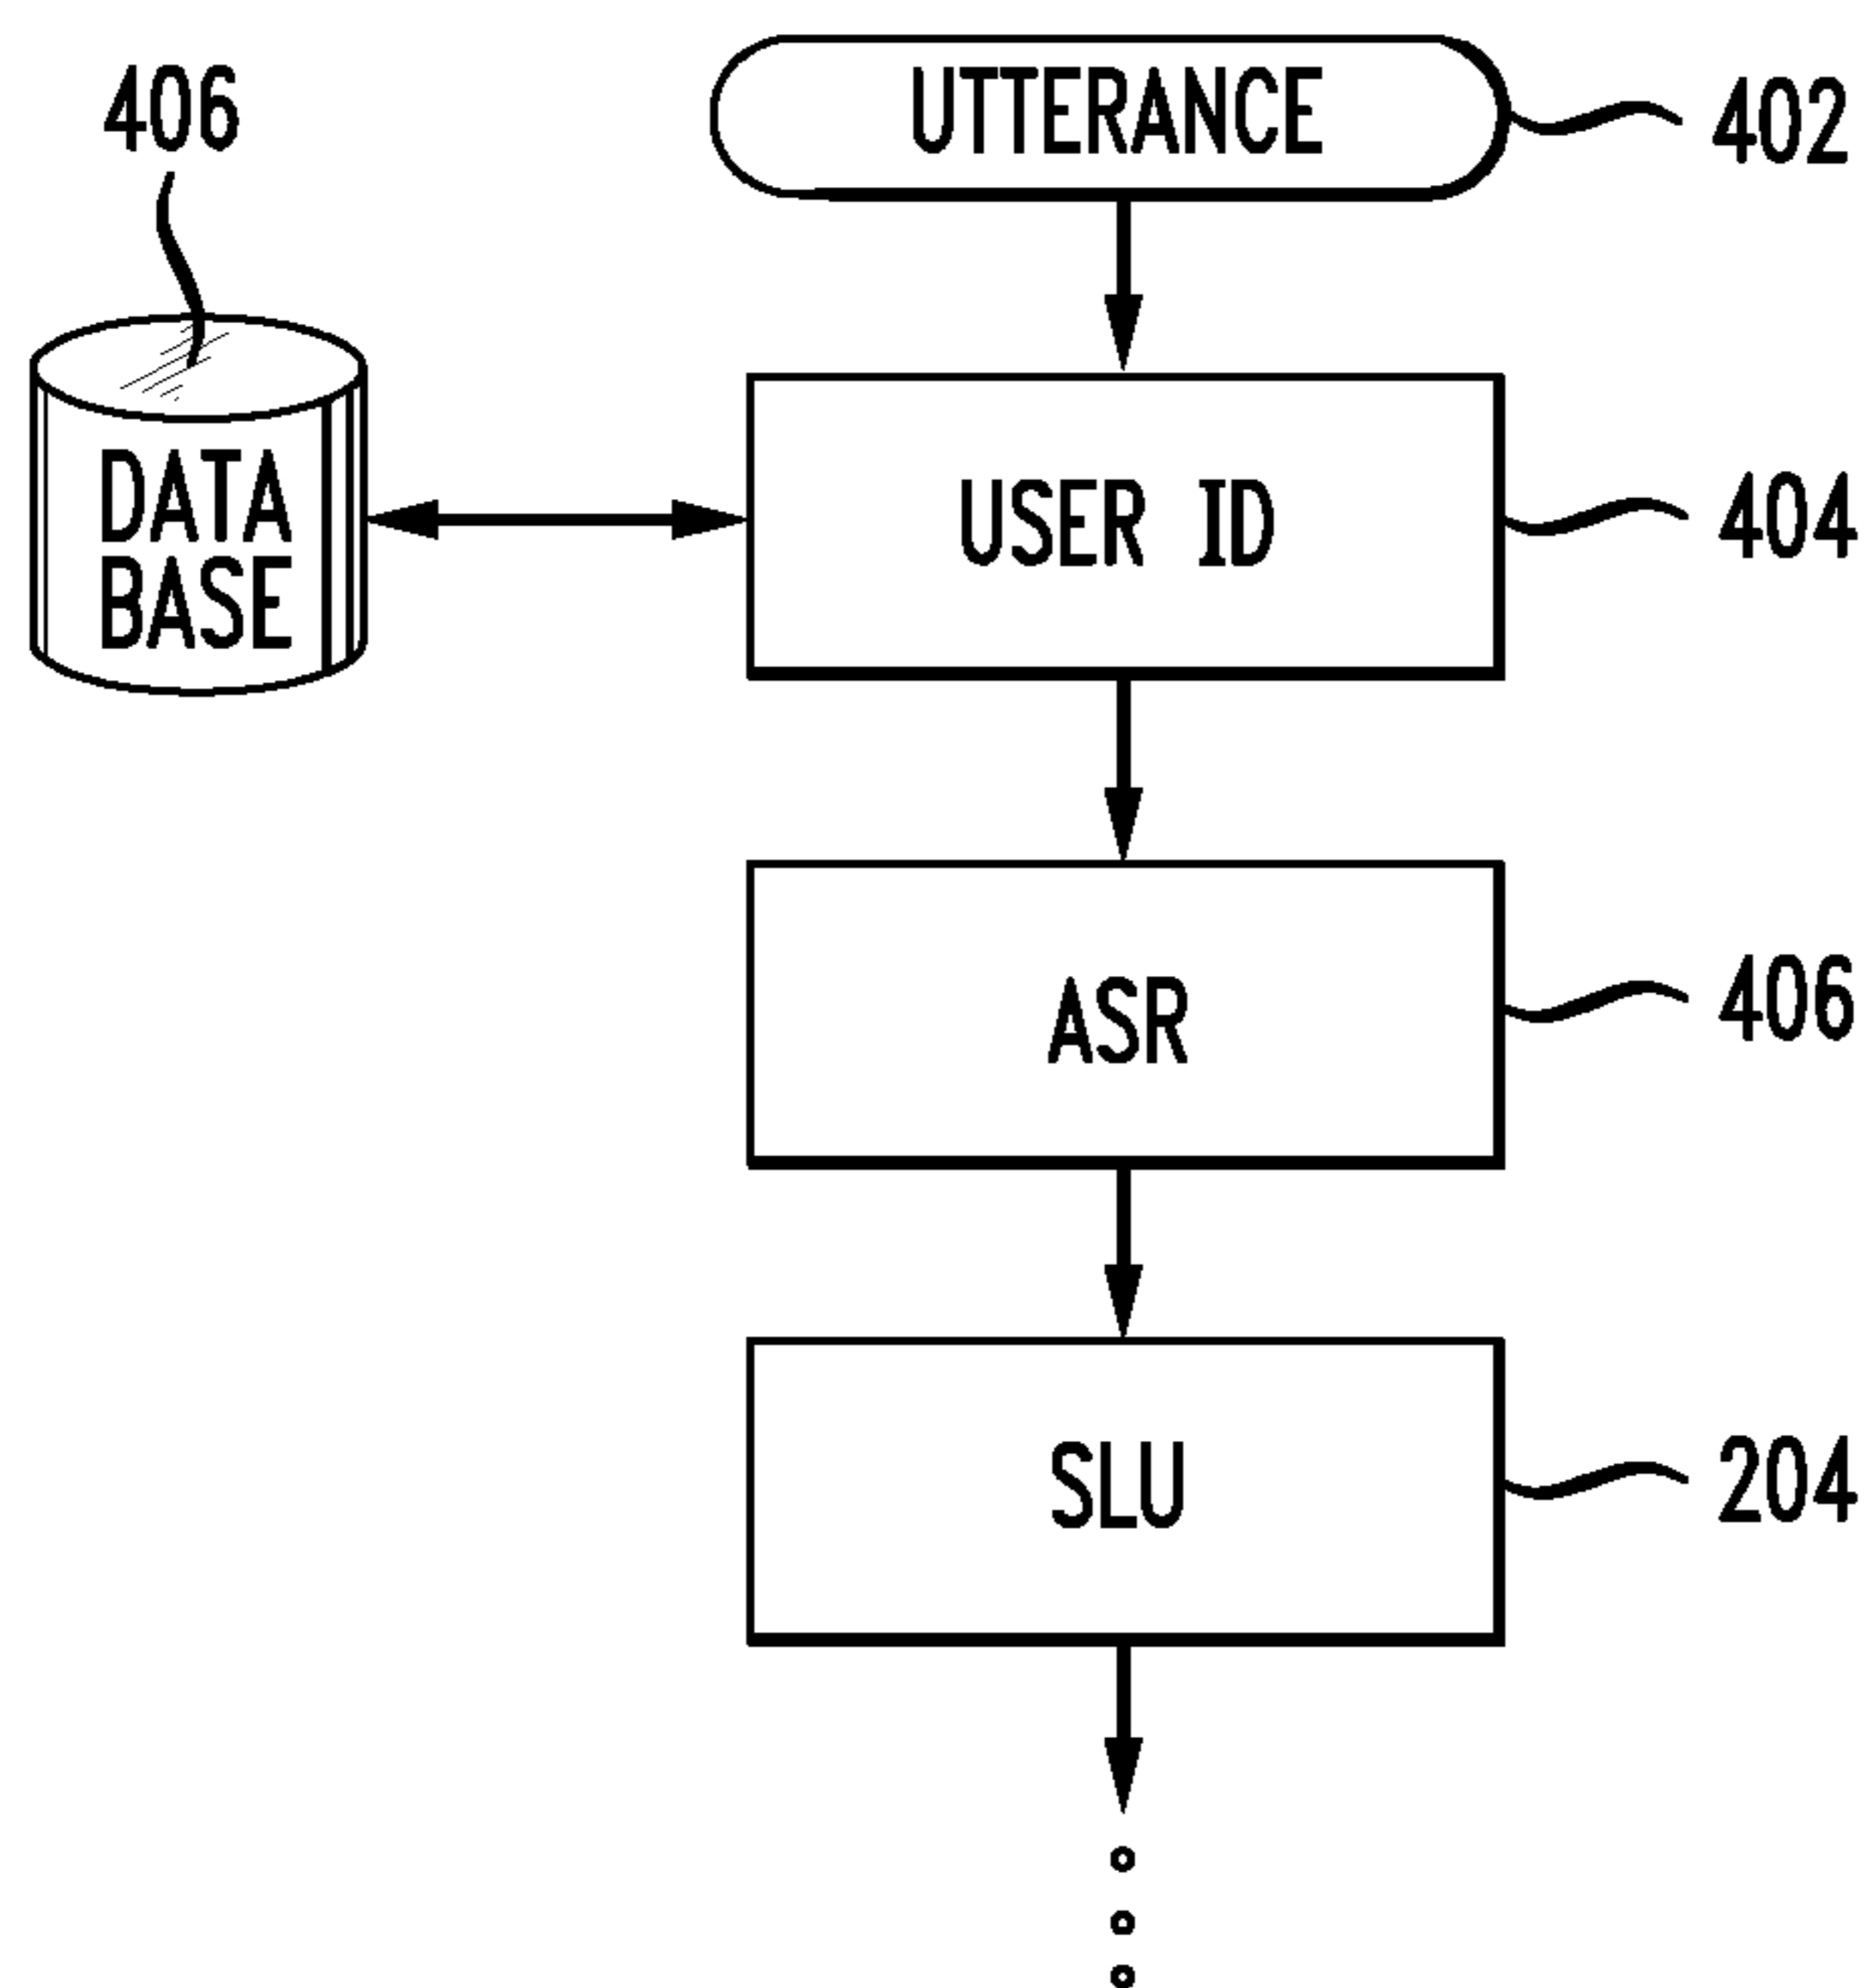 406
UTTERANCE
402
DATA
BASE
USER ID
404
ASR
406
SLU
204